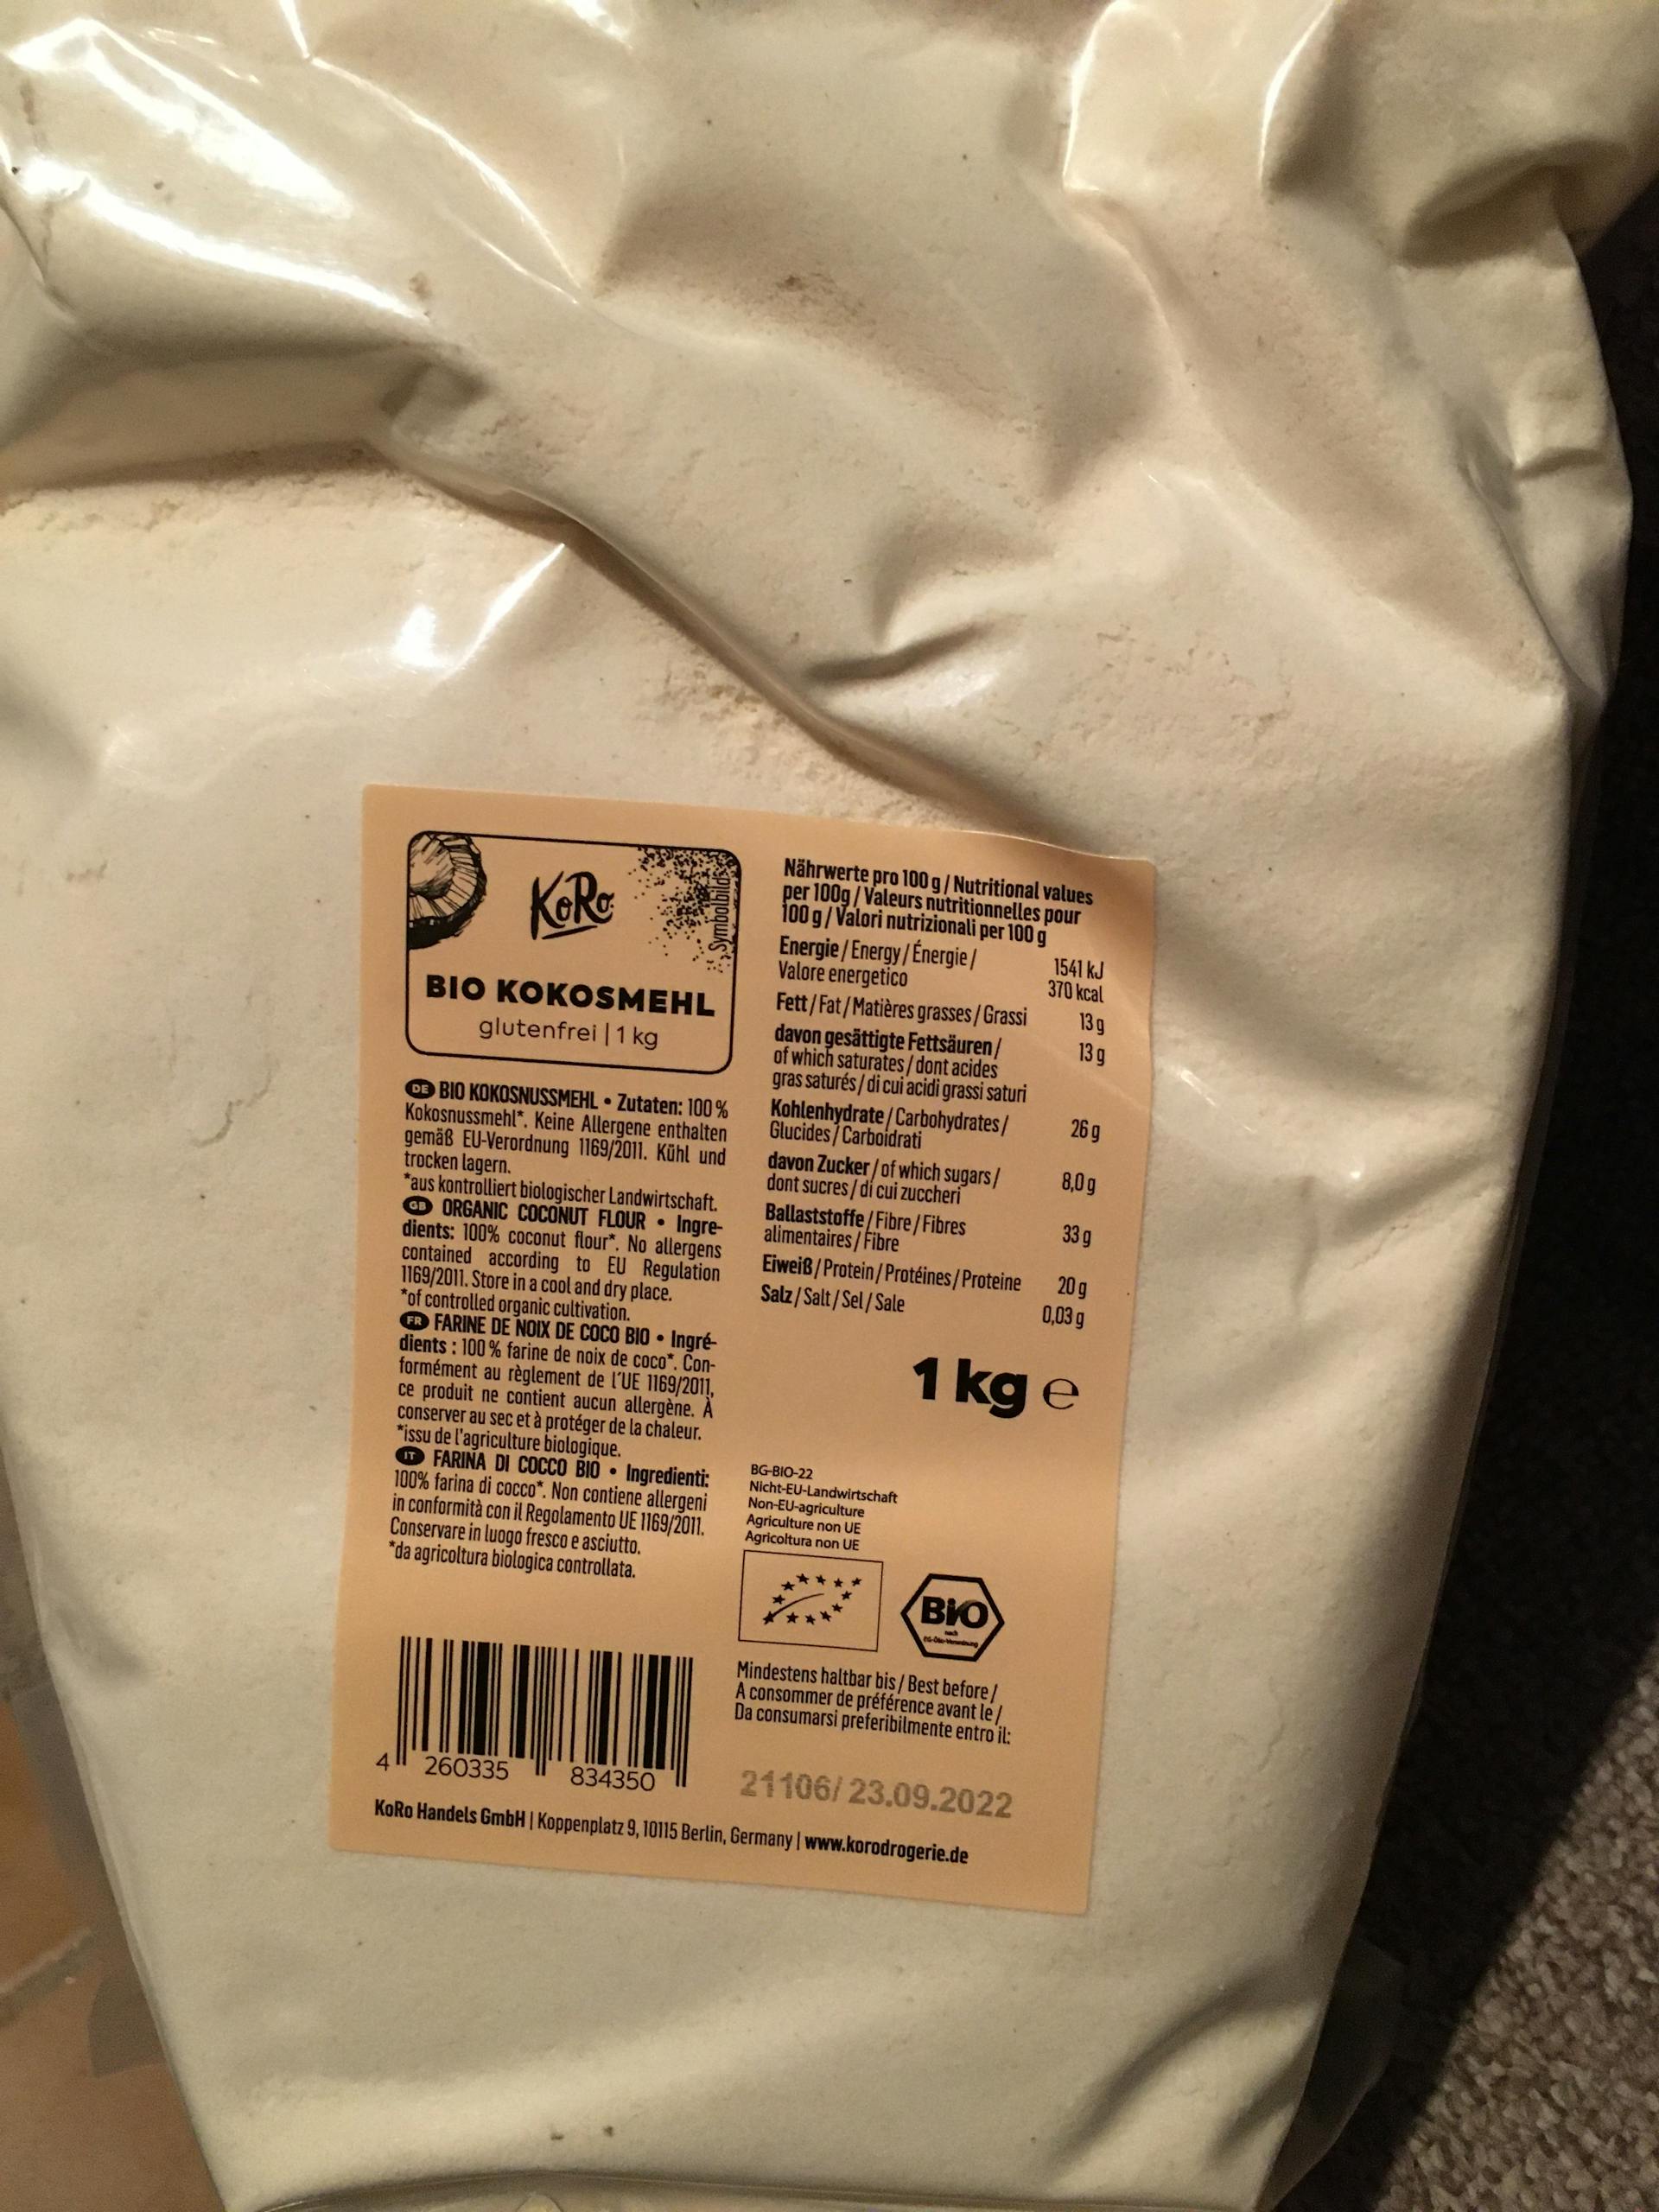 KoRo
Symbolbild
BIO KOKOSMEHL
glutenfrei | 1 kg
DE BIO KOKOSNUSSMEHL • Zutaten: 100 %
Kokosnussmehl*. Keine Allergene enthalten
gemäß EU-Verordnung 1169/2011. Kühl und
trocken lagern.
*aus kontrolliert biologischer Landwirtschaft.
GB ORGANIC COCONUT FLOUR • Ingre-
dients: 100% coconut flour*. No allergens
contained according to EU Regulation
1169/2011. Store in a cool and dry place.
*of controlled organic cultivation.
FR FARINE DE NOIX DE COCO BIO • Ingré-
dients : 100 % farine de noix de coco*. Con-
formément au règlement de l'UE 1169/2011,
ce produit ne contient aucun allergène. À
conserver au sec et à protéger de la chaleur.
*issu de l'agriculture biologique.
IT FARINA DI COCCO BIO • Ingredienti:
100% farina di cocco*. Non contiene allergeni
in conformità con il Regolamento UE 1169/2011.
Conservare in luogo fresco e asciutto.
*da agricoltura biologica controllata.
4 260335 834350
Nährwerte pro 100 g / Nutritional values
per 100g / Valeurs nutritionnelles pour
100 g / Valori nutrizionali per 100 g
Energie / Energy / Énergie / 1541 kJ
Valore energetico 370 kcal
Fett / Fat / Matières grasses / Grassi 13 g
davon gesättigte Fettsäuren / 13 g
of which saturates / dont acides
gras saturés / di cui acidi grassi saturi
Kohlenhydrate / Carbohydrates / 26 g
Glucides / Carboidrati
davon Zucker / of which sugars / 8,0 g
dont sucres / di cui zuccheri
Ballaststoffe / Fibre / Fibres 33 g
alimentaires / Fibre
Eiweiß / Protein / Protéines / Proteine 20 g
Salz / Salt / Sel / Sale 0,03 g
1 kg e
BG-BIO-22
Nicht-EU-Landwirtschaft
Non-EU-agriculture
Agriculture non UE
Agricoltura non UE
Bio
nach
EG-Öko-Verordnung
Mindestens haltbar bis / Best before /
A consommer de préférence avant le /
Da consumarsi preferibilmente entro il:
21106/ 23.09.2022
KoRo Handels GmbH | Koppenplatz 9, 10115 Berlin, Germany | www.korodrogerie.de